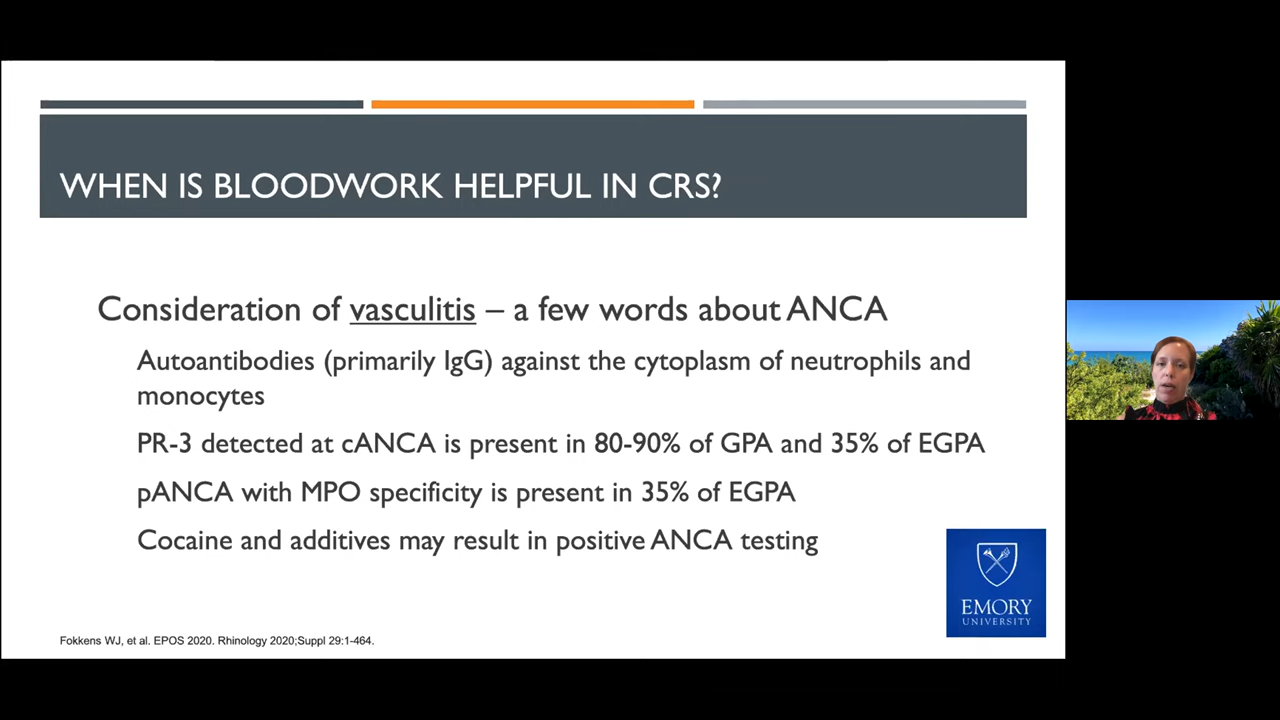 WHEN IS BLOODWORK HELPFUL IN CRS?
Consideration of vasculitis – a few words about ANCA
Autoantibodies (primarily IgG) against the cytoplasm of neutrophils and
monocytes
PR-3 detected at cANCA is present in 80-90% of GPA and 35% of EGPA
pANCA with MPO specificity is present in 35% of EGPA
Cocaine and additives may result in positive ANCA testing
EMORY
UNIVERSITY
Fokkens WJ, et al. EPOS 2020. Rhinology 2020;Suppl 29:1-464.